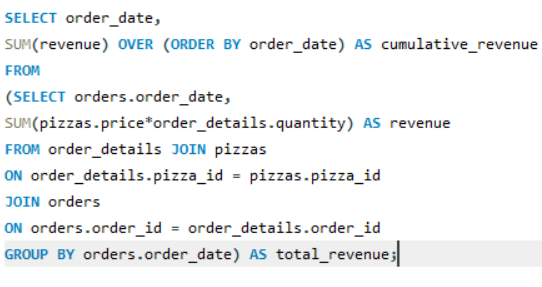 SELECT order_date,
SUM(revenue) OVER (ORDER BY order_date) AS cumulative_revenue
FROM
(SELECT orders.order_date,
SUM(pizzas.price*order_details.quantity) AS revenue
FROM order_details JOIN pizzas
ON order_details.pizza_id = pizzas.pizza_id
JOIN orders
ON orders.order_id = order_details.order_id
GROUP BY orders.order_date) AS total_revenue;